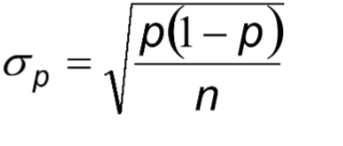 σₚ = √(p(1 – p) / n)